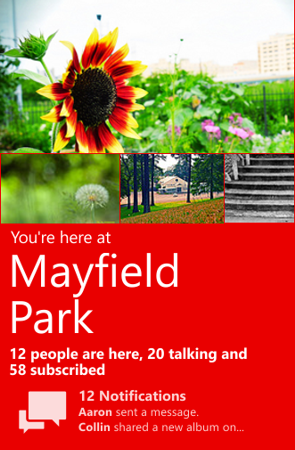 You're here at
Mayfield
Park
12 people are here, 20 talking and
58 subscribed
12 Notifications
Aaron sent a message.
Collin shared a new album on...